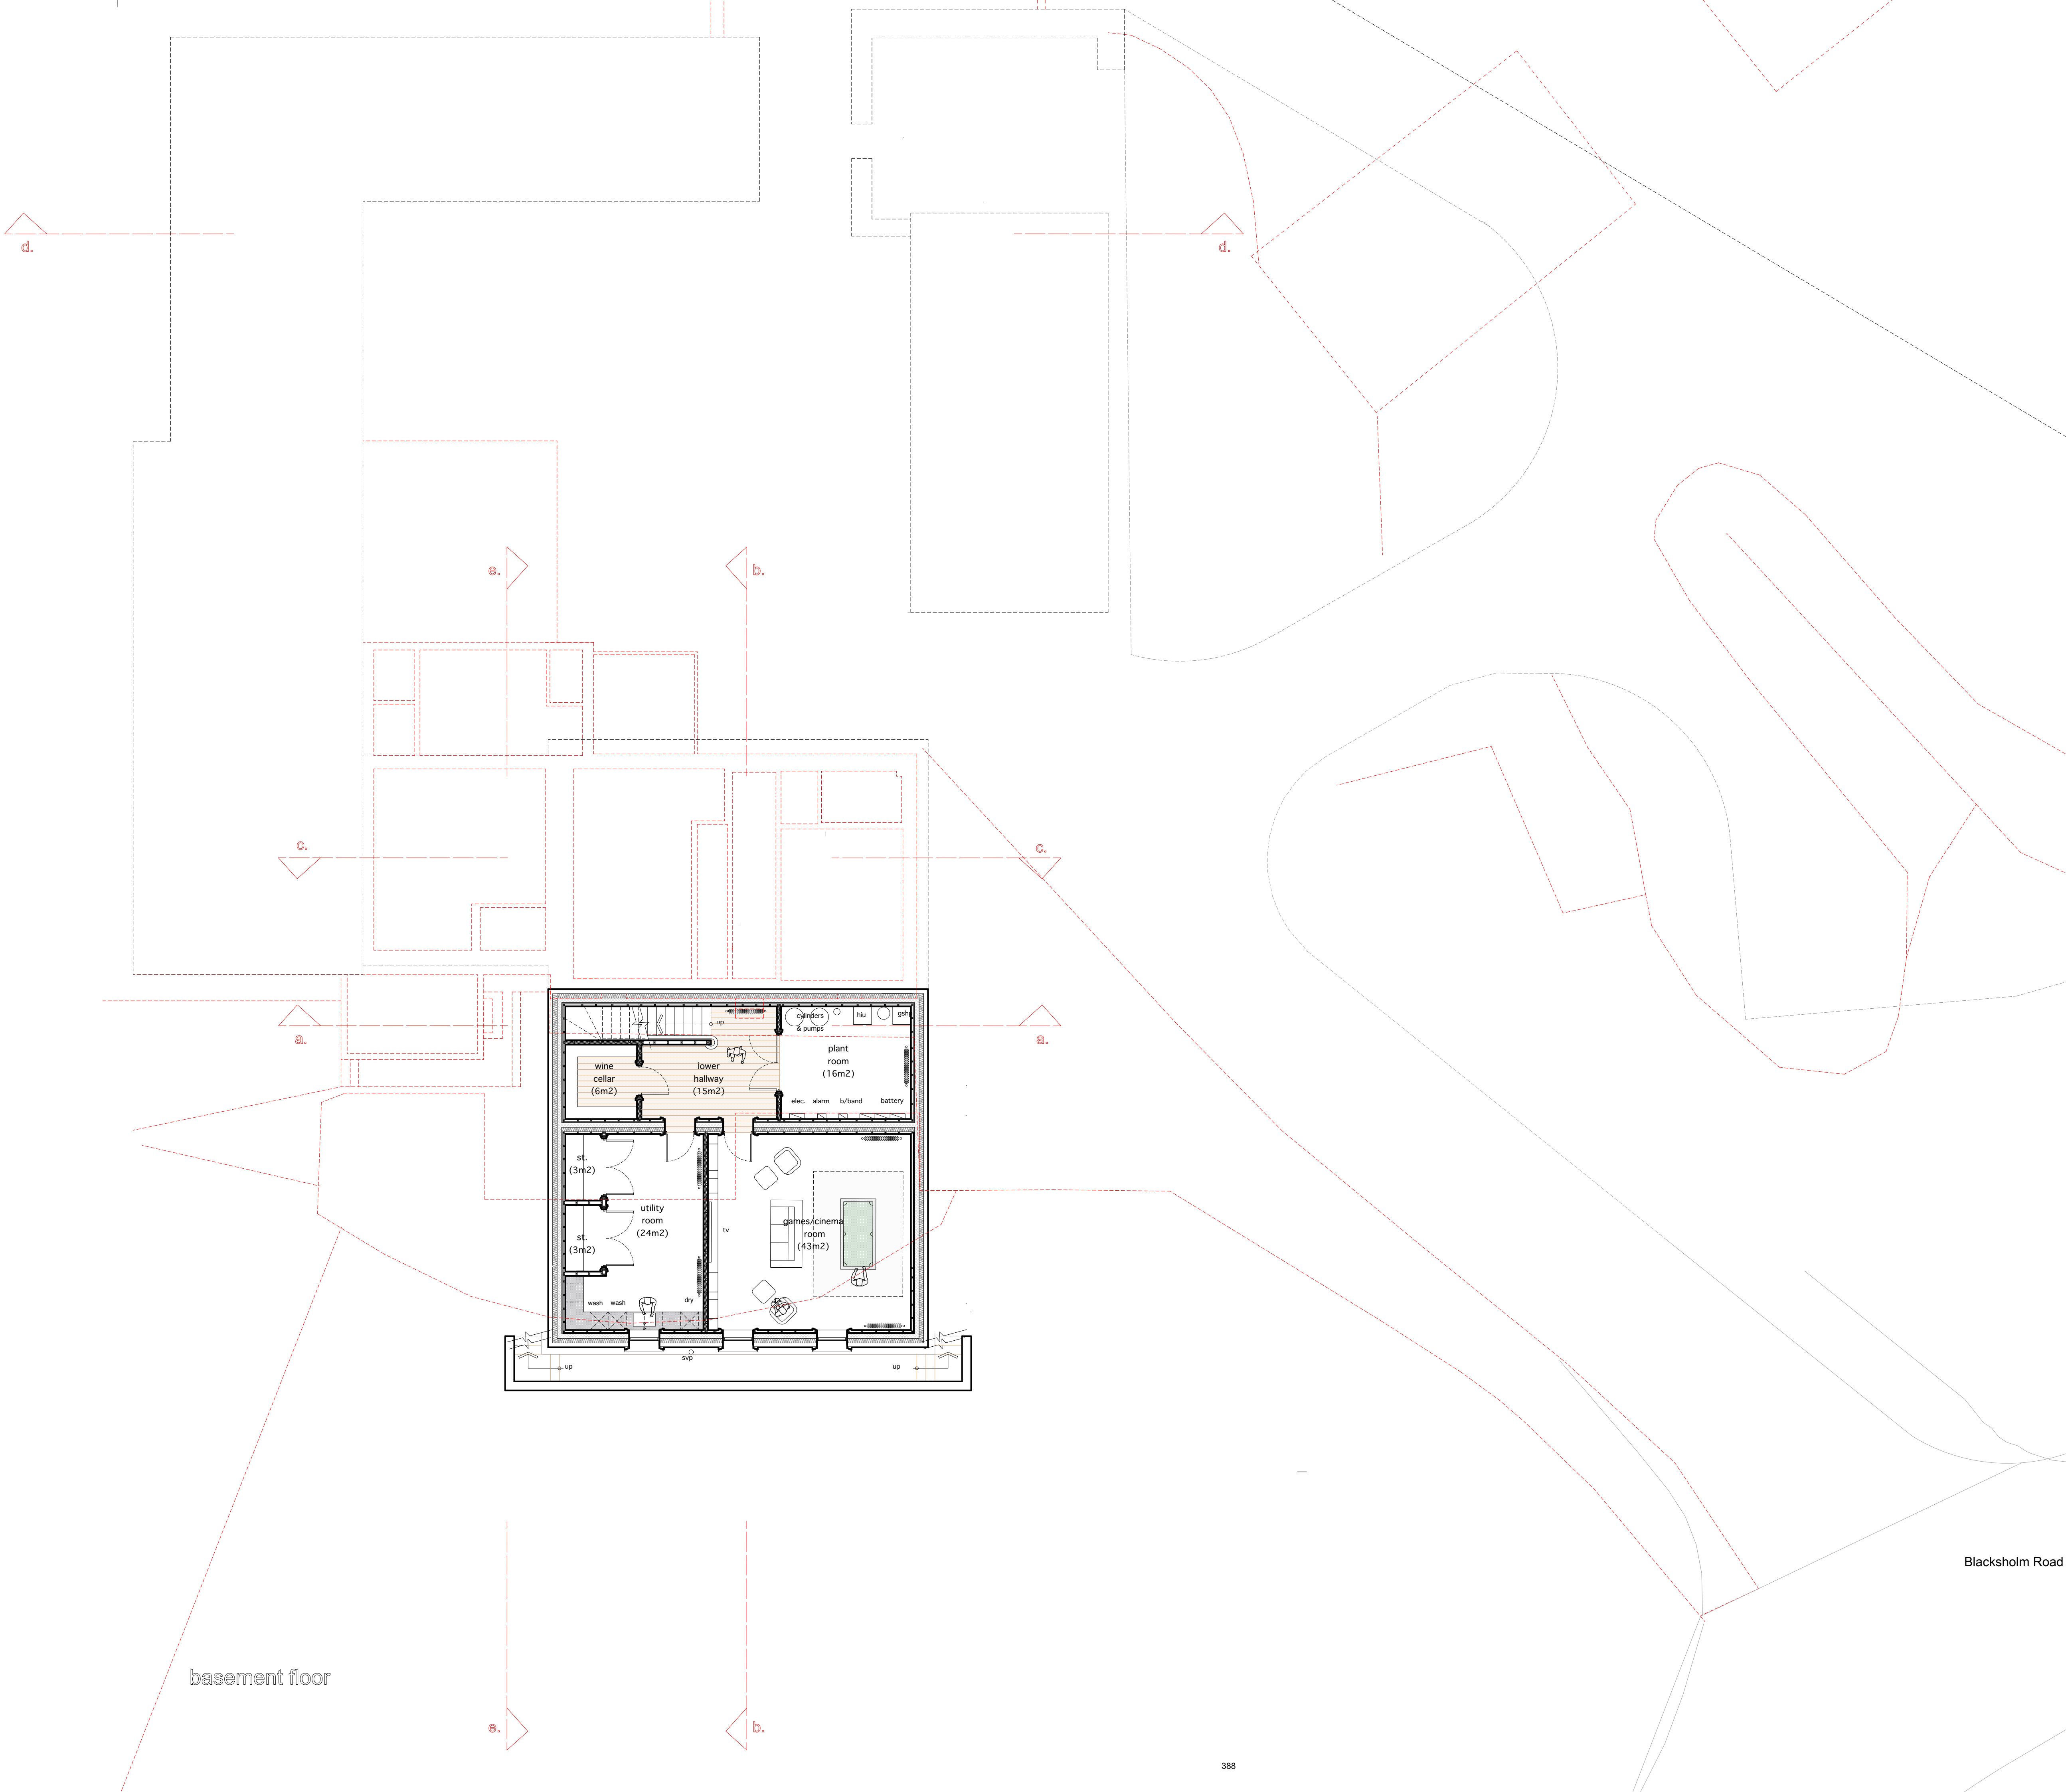 d.
d.
e.
b.
c.
c.
a.
a.
up
cylinders
& pumps
hiu
gshp
plant
room
(16m2)
wine
cellar
(6m2)
lower
hallway
(15m2)
elec.
alarm
b/band
battery
st.
(3m2)
utility
room
(24m2)
st.
(3m2)
tv
games/cinema
room
(43m2)
wash
wash
dry
svp
up
up
Blacksholm Road
basement floor
e.
b.
388